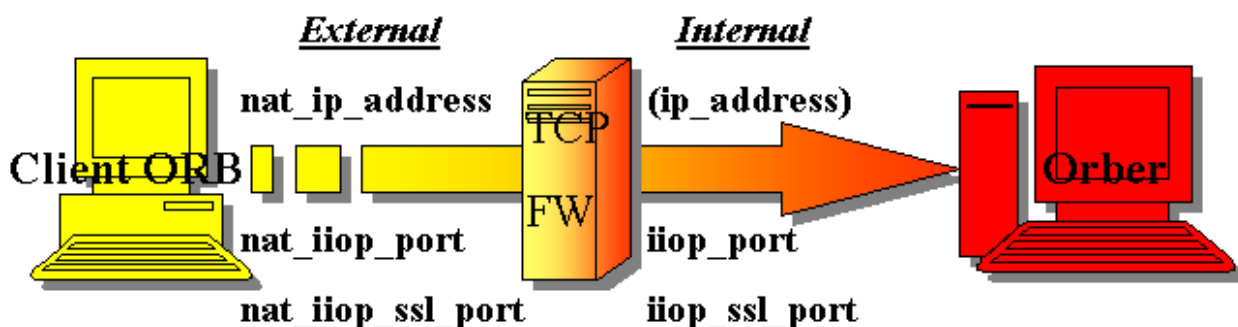 External Internal
nat_ip_address (ip_address)
TCP
Client ORB Orber
FW
nat_iiop_port iiop_port
nat_iiop_ssl_port iiop_ssl_port